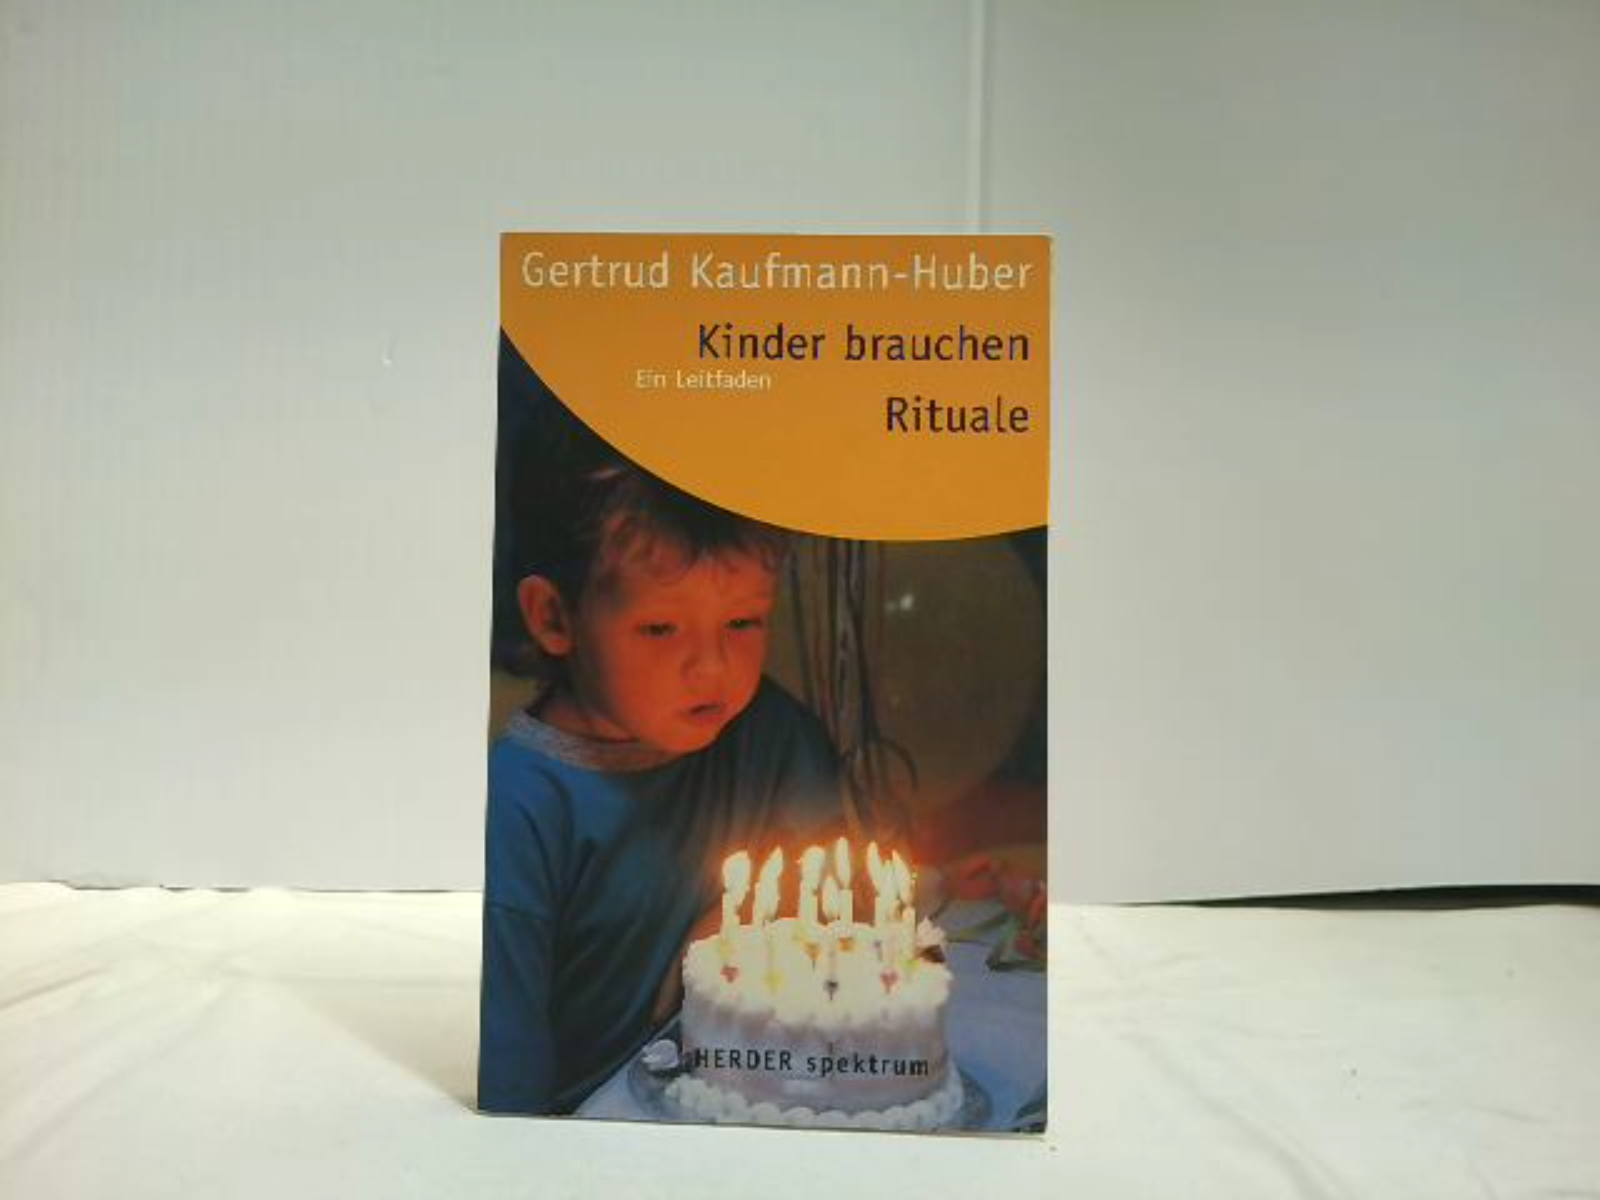 Gertrud Kaufmann-Huber
Kinder brauchen
Ein Leitfaden
Rituale
HERDER spektrum